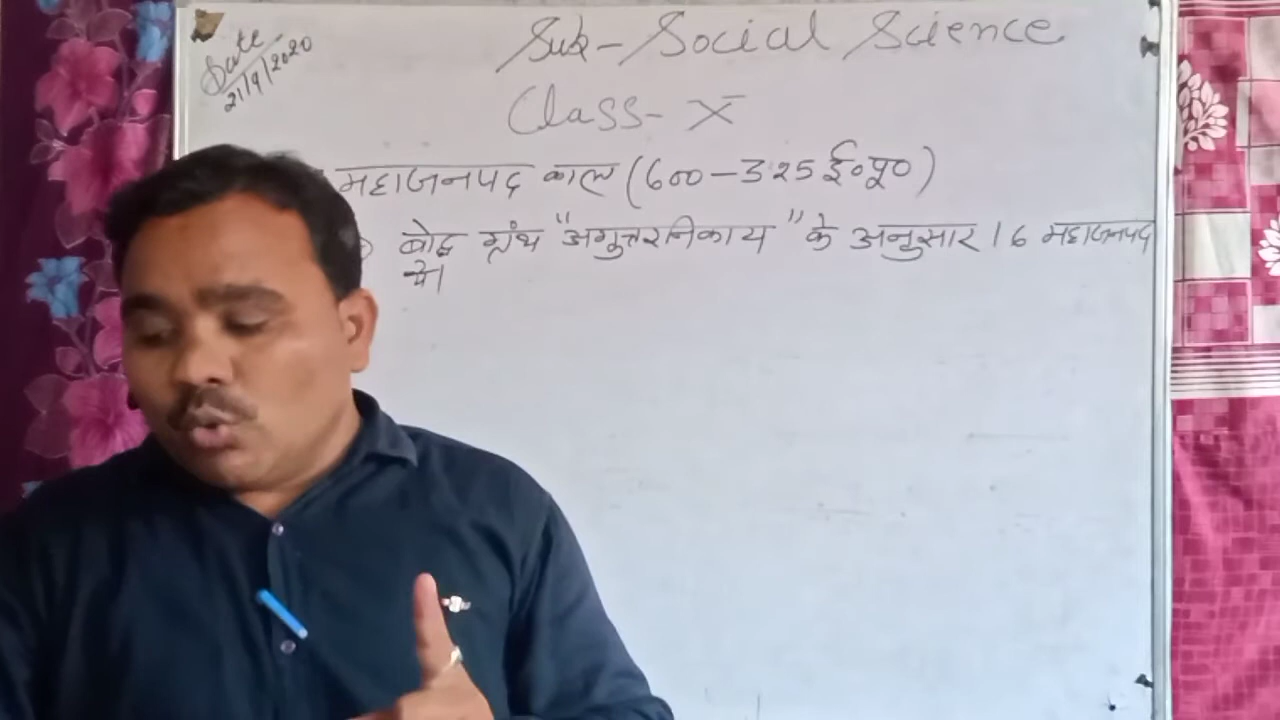 Date
21/9/2020
Sub - Social Science
Class - X
महाजनपद काल (600 - 325 ई०पू०)
बोद्ध ग्रंथ "अगुत्तरनिकाय" के अनुसार 16 महाजनपद
थे।